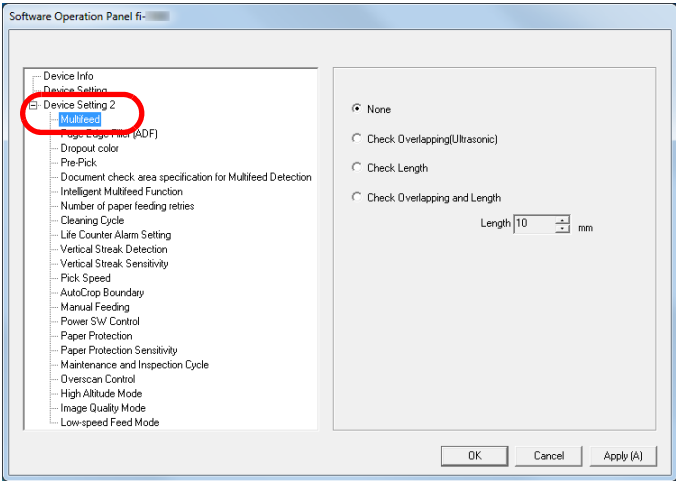 Software Operation Panel fi-
Device Info
Device Setting
Device Setting 2
Multifeed
Page Edge Filler (ADF)
Dropout color
Pre-Pick
Document check area specification for Multifeed Detection
Intelligent Multifeed Function
Number of paper feeding retries
Cleaning Cycle
Life Counter Alarm Setting
Vertical Streak Detection
Vertical Streak Sensitivity
Pick Speed
AutoCrop Boundary
Manual Feeding
Power SW Control
Paper Protection
Paper Protection Sensitivity
Maintenance and Inspection Cycle
Overscan Control
High Altitude Mode
Image Quality Mode
Low-speed Feed Mode
None
Check Overlapping(Ultrasonic)
Check Length
Check Overlapping and Length
Length 10 mm
OK Cancel Apply (A)